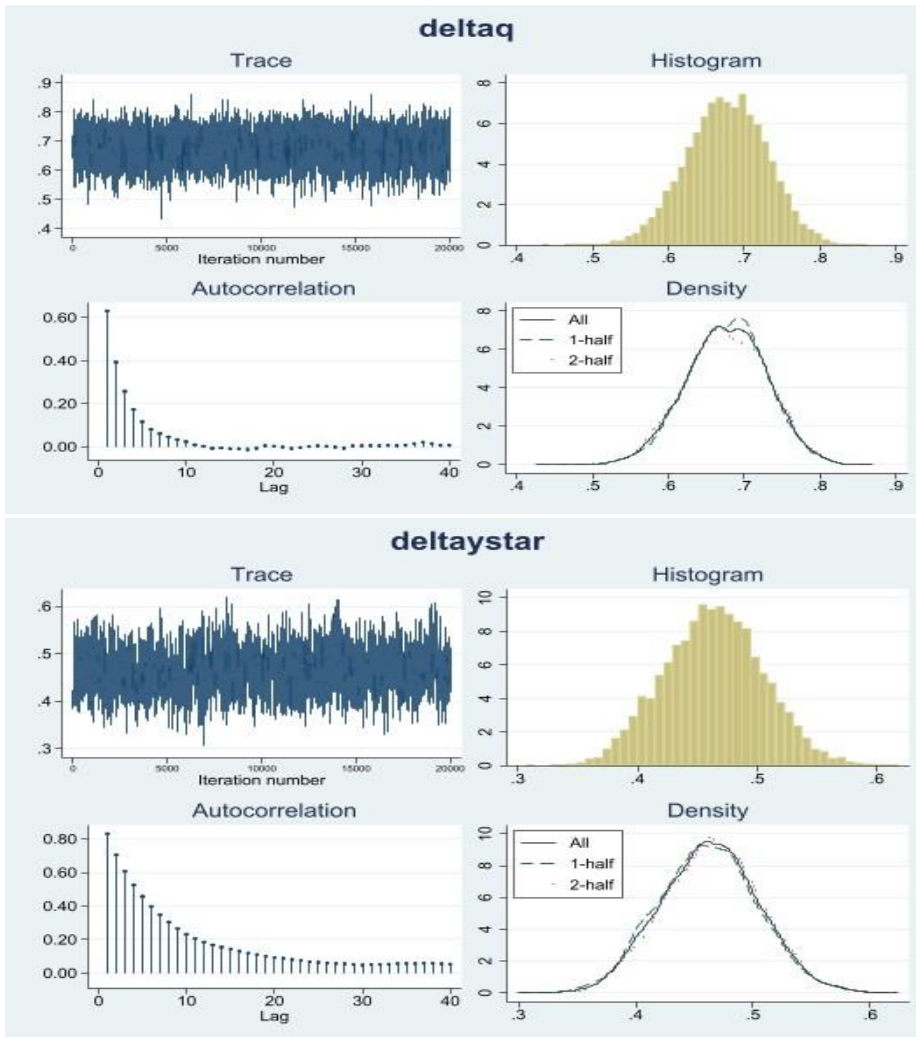 deltaq
Trace
.9
.8
.7
.6
.5
.4
0 5000 10000 15000 20000
Iteration number
Histogram
8
6
4
2
0
.4 .5 .6 .7 .8 .9
Autocorrelation
0.60
0.40
0.20
0.00
0 10 20 30 40
Lag
Density
All
1-half
2-half
8
6
4
2
0
.4 .5 .6 .7 .8 .9
deltaystar
Trace
.6
.5
.4
.3
0 5000 10000 15000 20000
Iteration number
Histogram
10
8
6
4
2
0
.3 .4 .5 .6
Autocorrelation
0.80
0.60
0.40
0.20
0.00
0 10 20 30 40
Lag
Density
All
1-half
2-half
10
8
6
4
2
0
.3 .4 .5 .6